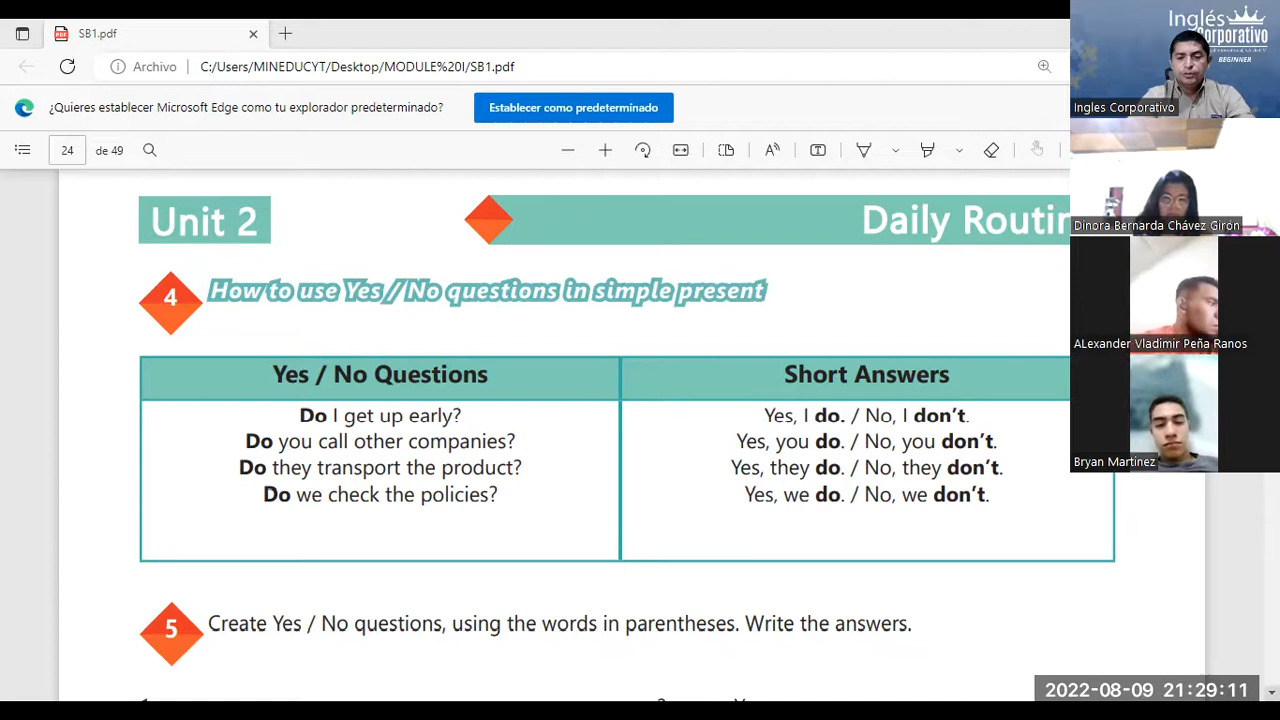 SB1.pdf
Archivo
C:/Users/MINEDUCYT/Desktop/MODULE%20I/SB1.pdf
¿Quieres establecer Microsoft Edge como tu explorador predeterminado?
Establecer como predeterminado
24 de 49
Unit 2
Daily Routin
4 How to use Yes / No questions in simple present
Yes / No Questions
Do I get up early?
Do you call other companies?
Do they transport the product?
Do we check the policies?
Short Answers
Yes, I do. / No, I don't.
Yes, you do. / No, you don't.
Yes, they do. / No, they don't.
Yes, we do. / No, we don't.
5 Create Yes / No questions, using the words in parentheses. Write the answers.
Inglés
Corporativo
BEGINNER
Ingles Corporativo
Dinora Bernarda Chávez Girón
ALexander Vladimir Peña Ranos
Bryan Martinez
2022-08-09 21:29:11